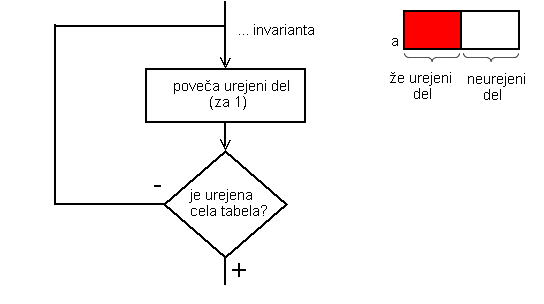 ... invarianta
poveča urejeni del
(za 1)
-
je urejena
cela tabela?
+
a
že urejeni
del
neurejeni
del